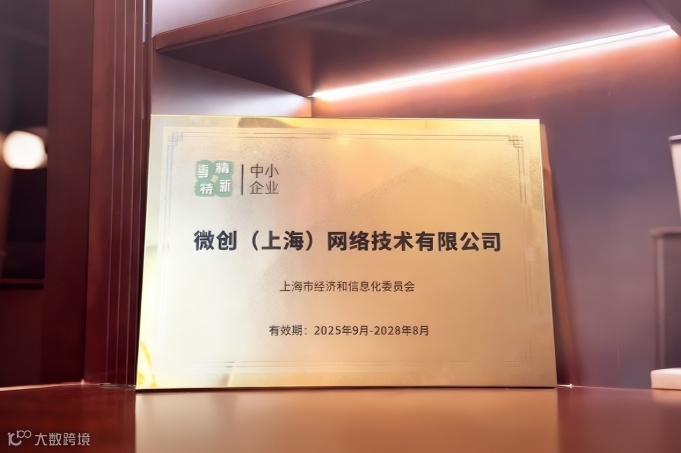 专精
特新
中小
企业
微创（上海）网络技术有限公司
上海市经济和信息化委员会
有效期：2025年9月-2028年8月
大数跨境